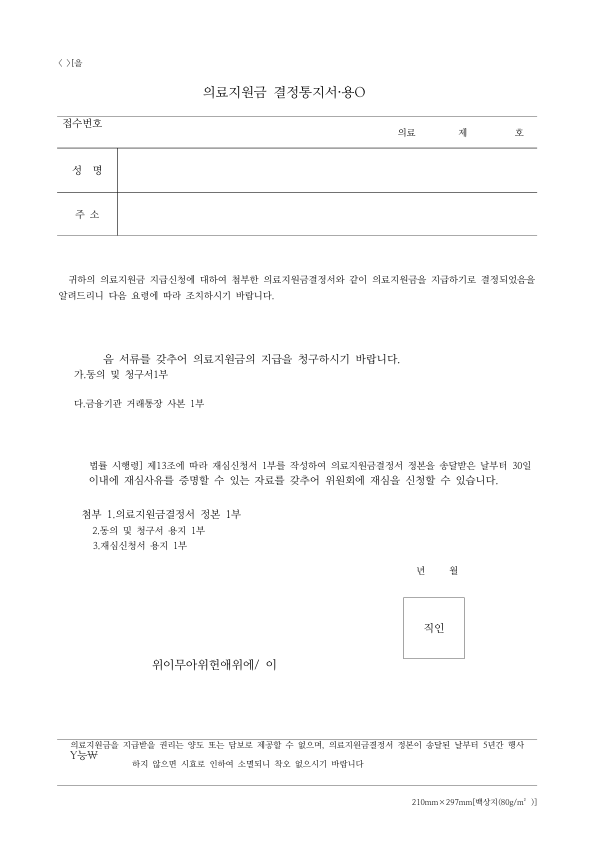 〈 〉[을
의료지원금 결정통지서·용O
접수번호
의료 제 호
성 명
주 소
귀하의 의료지원금 지급신청에 대하여 첨부한 의료지원금결정서와 같이 의료지원금을 지급하기로 결정되었음을
알려드리니 다음 요령에 따라 조치하시기 바랍니다.
음 서류를 갖추어 의료지원금의 지급을 청구하시기 바랍니다.
가.동의 및 청구서1부
다.금융기관 거래통장 사본 1부
법률 시행령] 제13조에 따라 재심신청서 1부를 작성하여 의료지원금결정서 정본을 송달받은 날부터 30일
이내에 재심사유를 증명할 수 있는 자료를 갖추어 위원회에 재심을 신청할 수 있습니다.
첨부 1.의료지원금결정서 정본 1부
2.동의 및 청구서 용지 1부
3.재심신청서 용지 1부
년 월
직인
위이무아위헌애위에/ 이
의료지원금을 지급받을 권리는 양도 또는 담보로 제공할 수 없으며, 의료지원금결정서 정본이 송달된 날부터 5년간 행사
Y능₩
하지 않으면 시효로 인하여 소멸되니 착오 없으시기 바랍니다
210mm×297mm[백상지(80g/㎡ )]